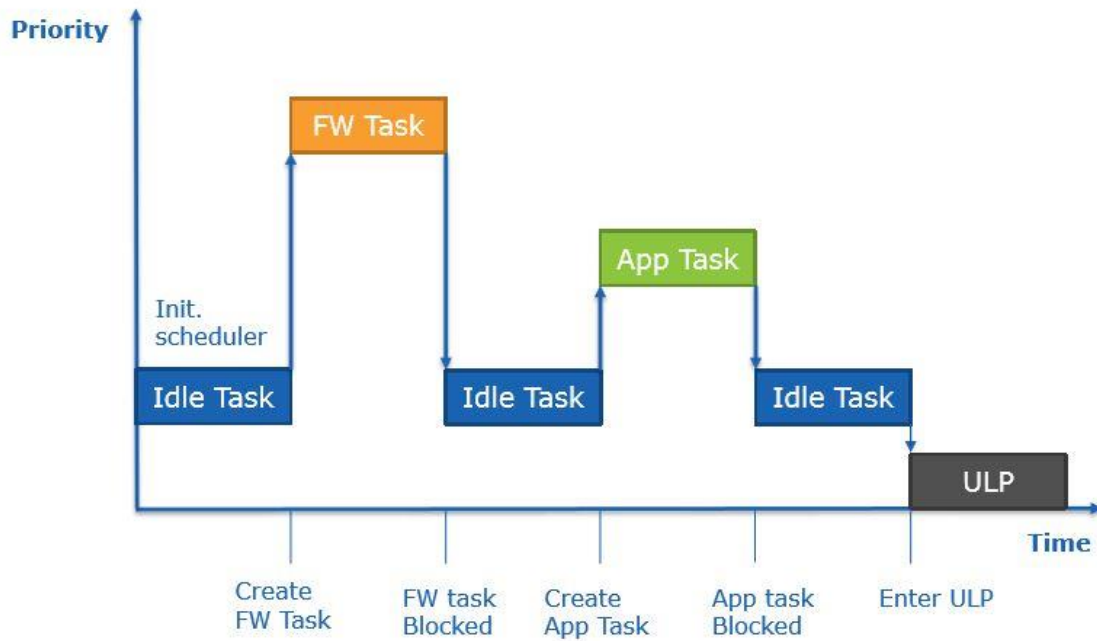 Priority
FW Task
App Task
Init.
scheduler
Idle Task
Idle Task
Idle Task
ULP
Time
Create
FW Task
FW task
Blocked
Create
App Task
App task
Blocked
Enter ULP